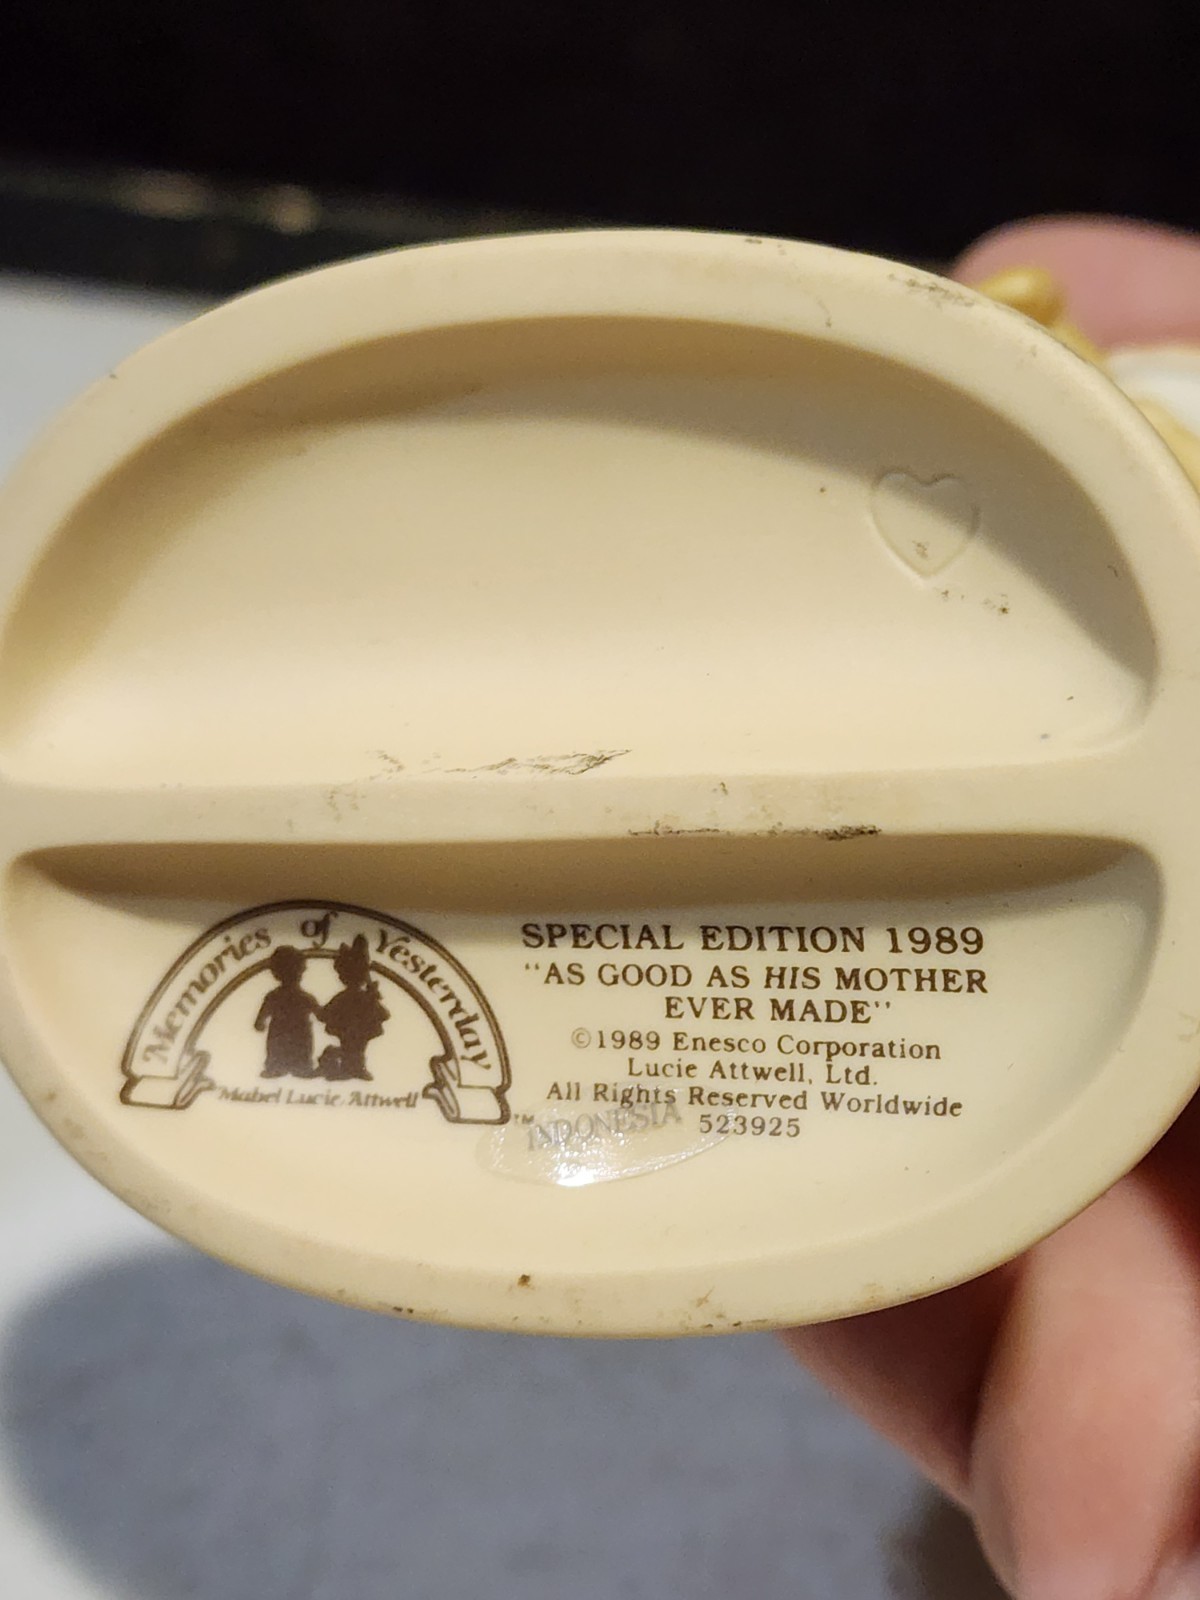 Memories of Yesterday
Mabel Lucie Attwell
™
SPECIAL EDITION 1989
"AS GOOD AS HIS MOTHER
EVER MADE"
©1989 Enesco Corporation
Lucie Attwell, Ltd.
All Rights Reserved Worldwide
523925
INDONESIA